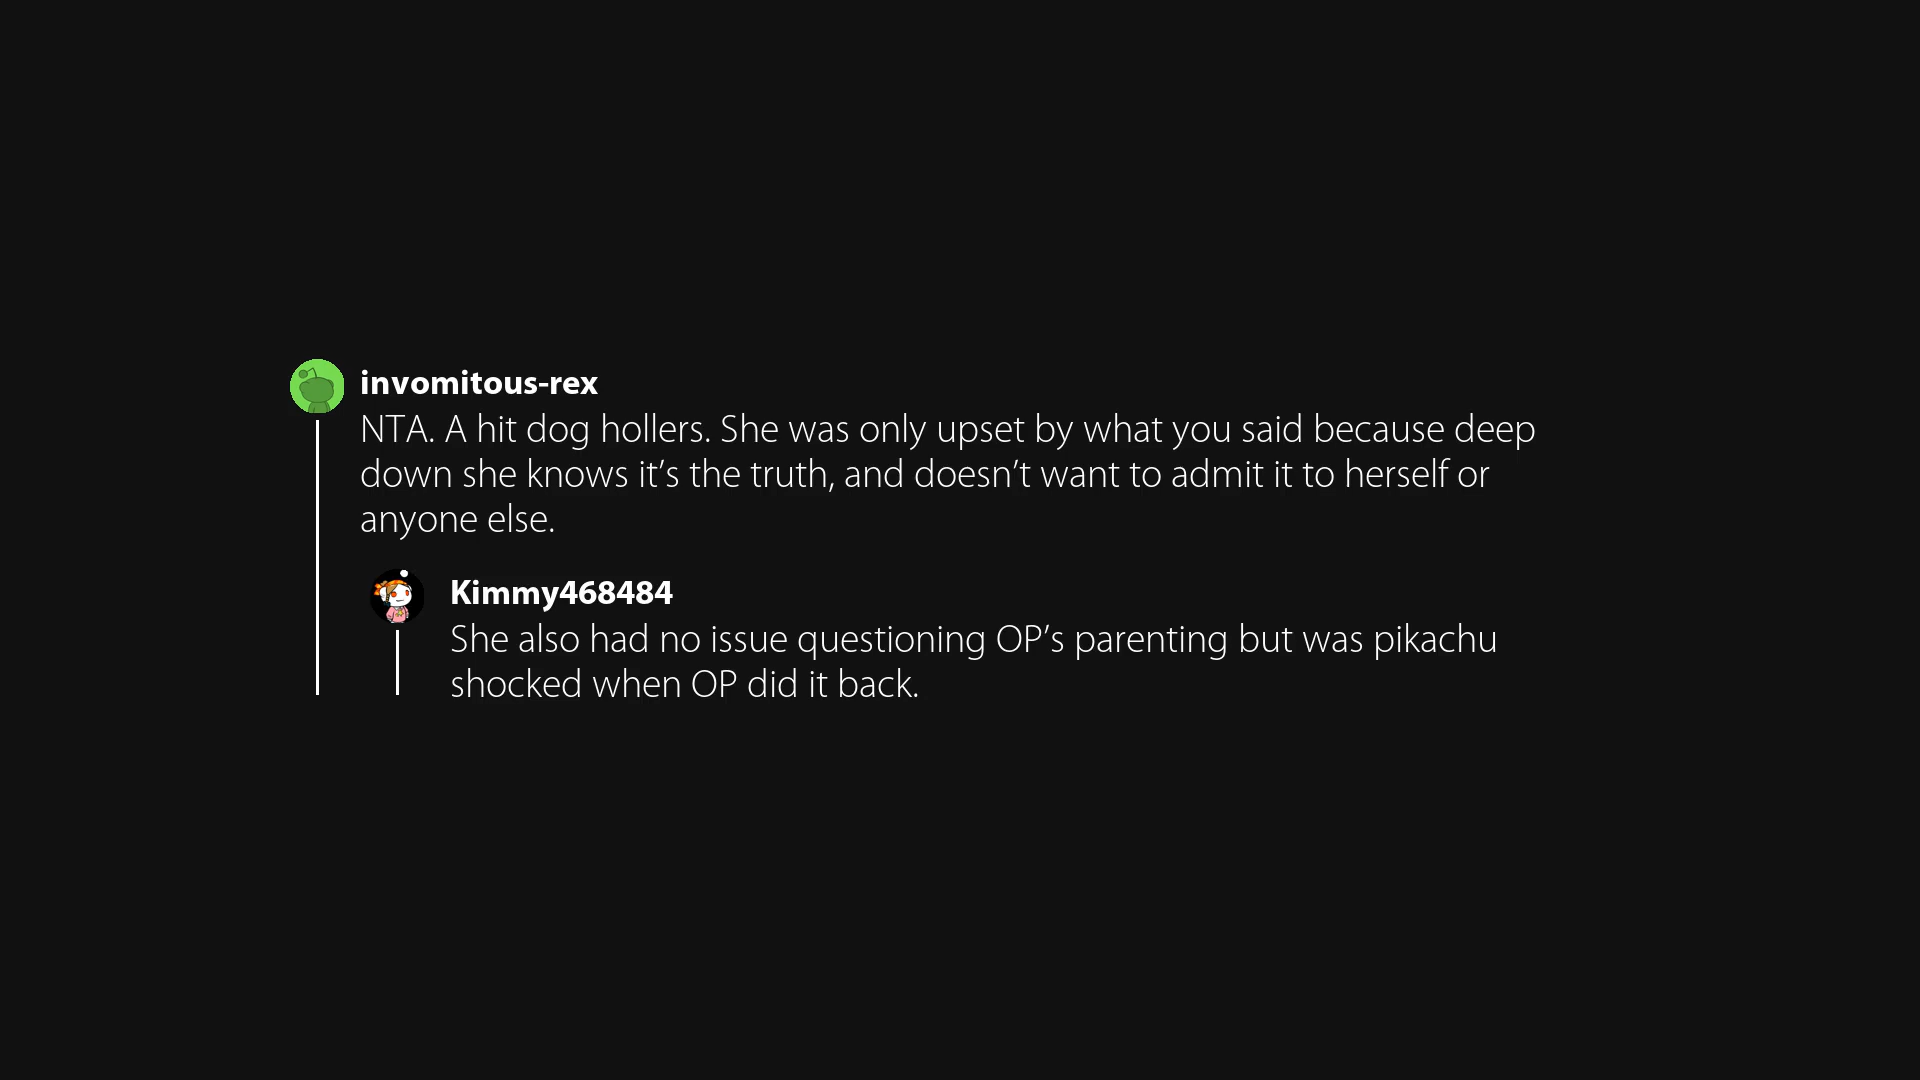 invomitous-rex
NTA. A hit dog hollers. She was only upset by what you said because deep
down she knows it’s the truth, and doesn’t want to admit it to herself or
anyone else.
Kimmy468484
She also had no issue questioning OP’s parenting but was pikachu
shocked when OP did it back.